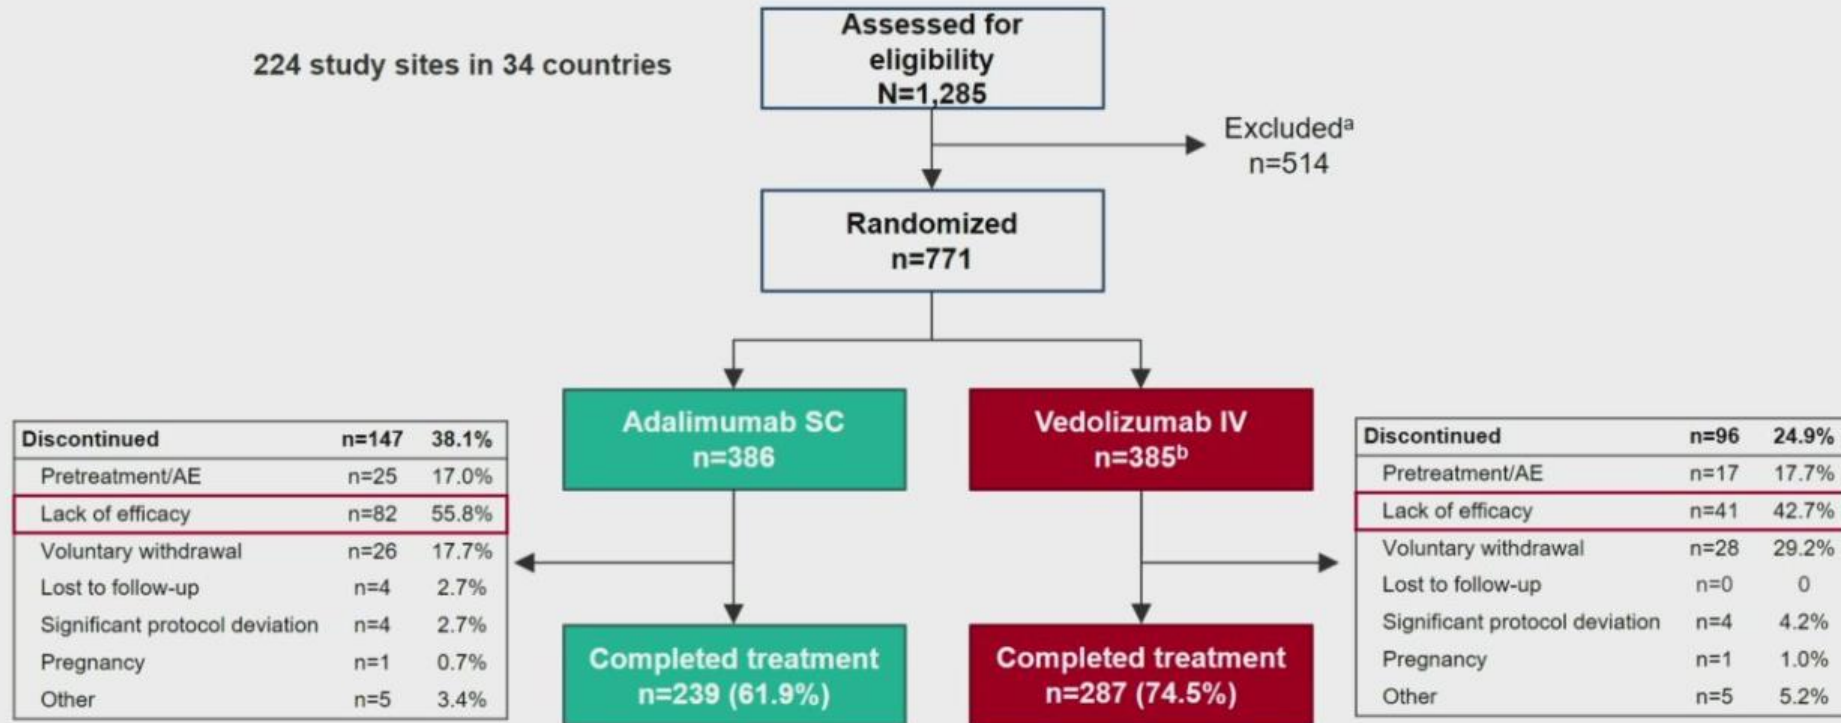 224 study sites in 34 countries
Assessed for
eligibility
N=1,285
Excludedᵃ
n=514
Randomized
n=771
Adalimumab SC
n=386
Vedolizumab IV
n=385ᵇ
Discontinued n=147 38.1%
Pretreatment/AE n=25 17.0%
Lack of efficacy n=82 55.8%
Voluntary withdrawal n=26 17.7%
Lost to follow-up n=4 2.7%
Significant protocol deviation n=4 2.7%
Pregnancy n=1 0.7%
Other n=5 3.4%
Discontinued n=96 24.9%
Pretreatment/AE n=17 17.7%
Lack of efficacy n=41 42.7%
Voluntary withdrawal n=28 29.2%
Lost to follow-up n=0 0
Significant protocol deviation n=4 4.2%
Pregnancy n=1 1.0%
Other n=5 5.2%
Completed treatment
n=239 (61.9%)
Completed treatment
n=287 (74.5%)